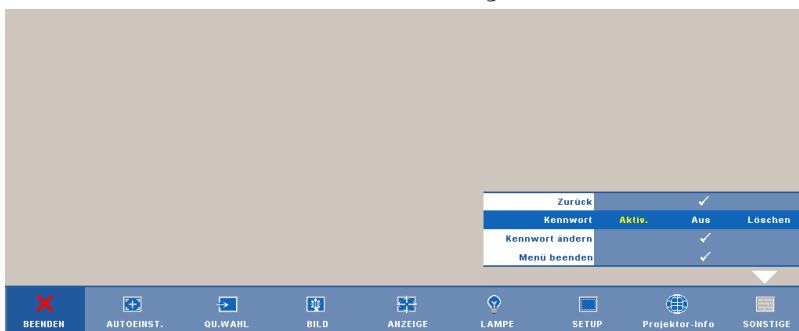 Zurück
Kennwort Aktiv. Aus Löschen
Kennwort ändern
Menü beenden
BEENDEN AUTOEINST. QU.WAHL BILD ANZEIGE LAMPE SETUP Projektor-Info SONSTIGE